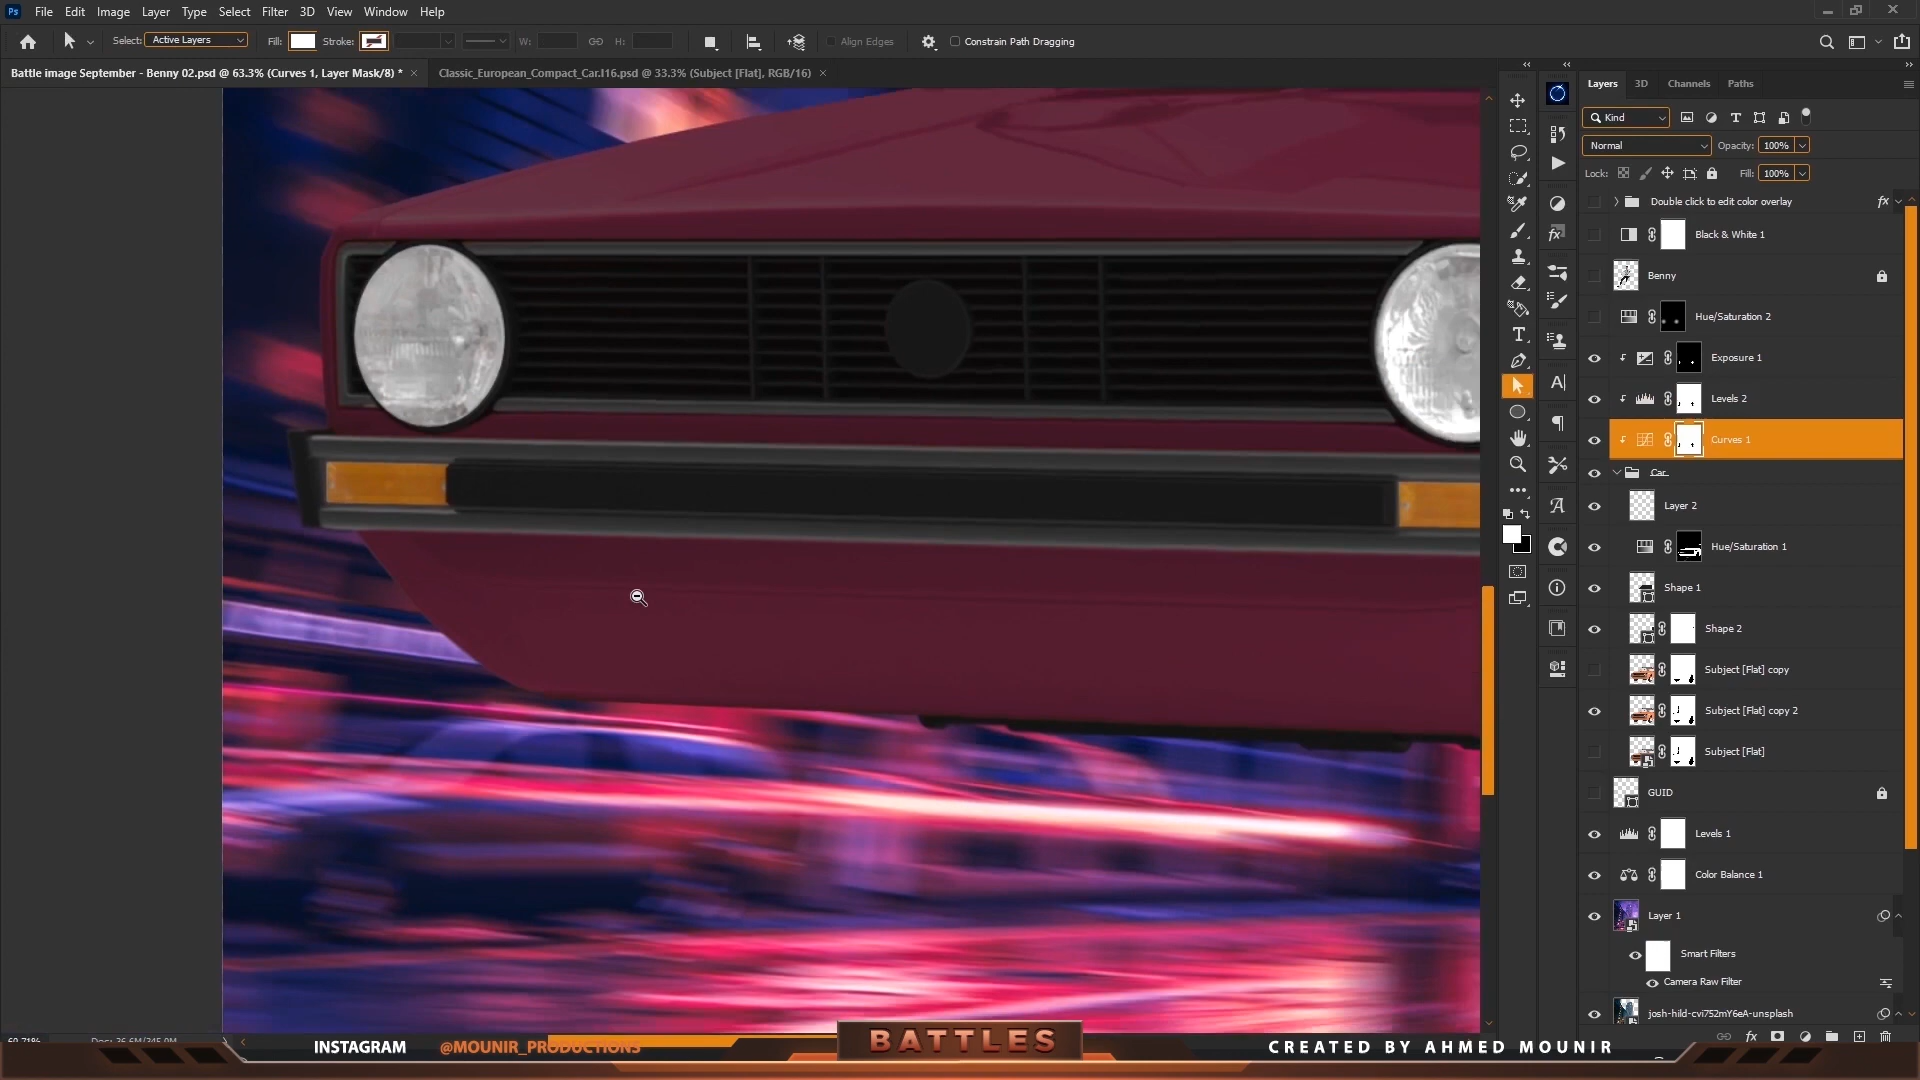 Ps File Edit Image Layer Type Select Filter 3D View Window Help
Select: Active Layers Fill: Stroke: W: H: Align Edges Constrain Path Dragging
Battle image September - Benny 02.psd @ 63.3% (Curves 1, Layer Mask/8) * ×
Classic_European_Compact_Car.I16.psd @ 33.3% (Subject [Flat], RGB/16) ×
Layers 3D Channels Paths
Kind
Normal Opacity: 100%
Lock: Fill: 100%
Double click to edit color overlay fx
Black & White 1
Benny
Hue/Saturation 2
Exposure 1
Levels 2
Curves 1
Car
Layer 2
Hue/Saturation 1
Shape 1
Shape 2
Subject [Flat] copy
Subject [Flat] copy 2
Subject [Flat]
GUID
Levels 1
Color Balance 1
Layer 1
Smart Filters
Camera Raw Filter
josh-hild-cvi752mY6eA-unsplash
INSTAGRAM @MOUNIR_PRODUCTIONS
BATTLES
CREATED BY AHMED MOUNIR